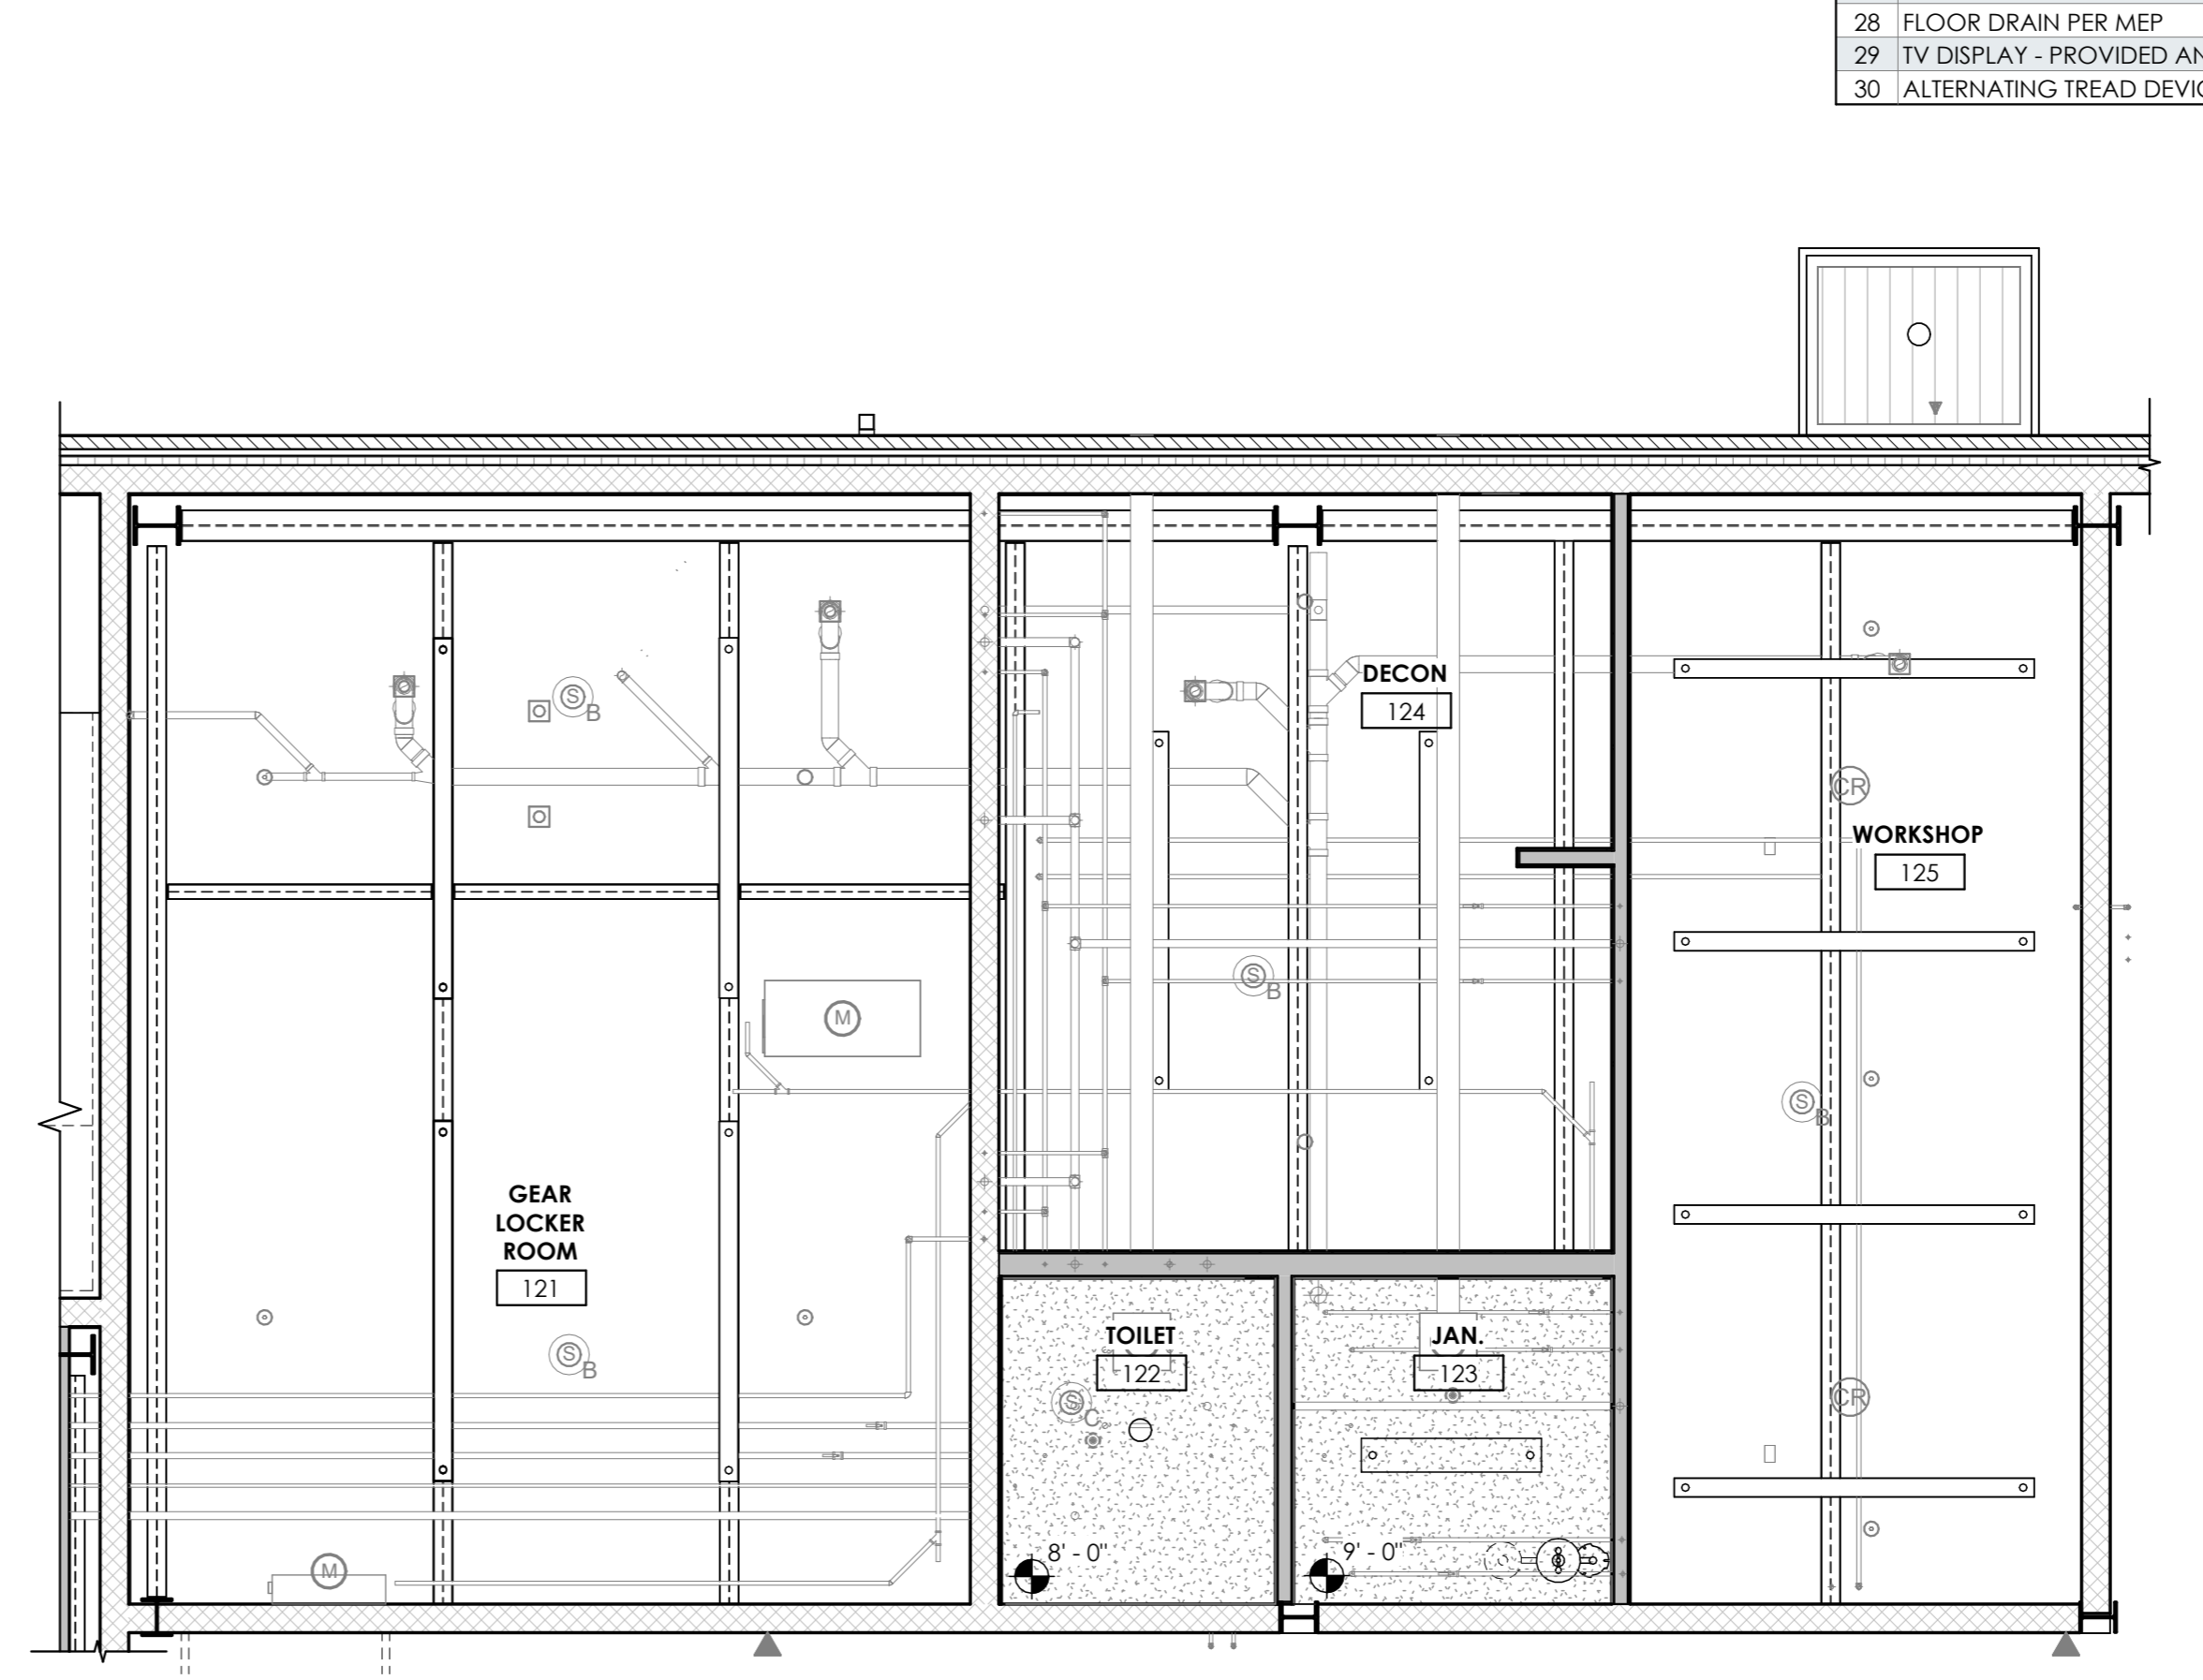 28 FLOOR DRAIN PER MEP
29 TV DISPLAY - PROVIDED AN
30 ALTERNATING TREAD DEVIC
S
B
DECON
124
CR
WORKSHOP
125
S
B
M
S
B
GEAR
LOCKER
ROOM
121
S
B
TOILET
122
JAN.
123
S
C
CR
8' - 0"
9' - 0"
M